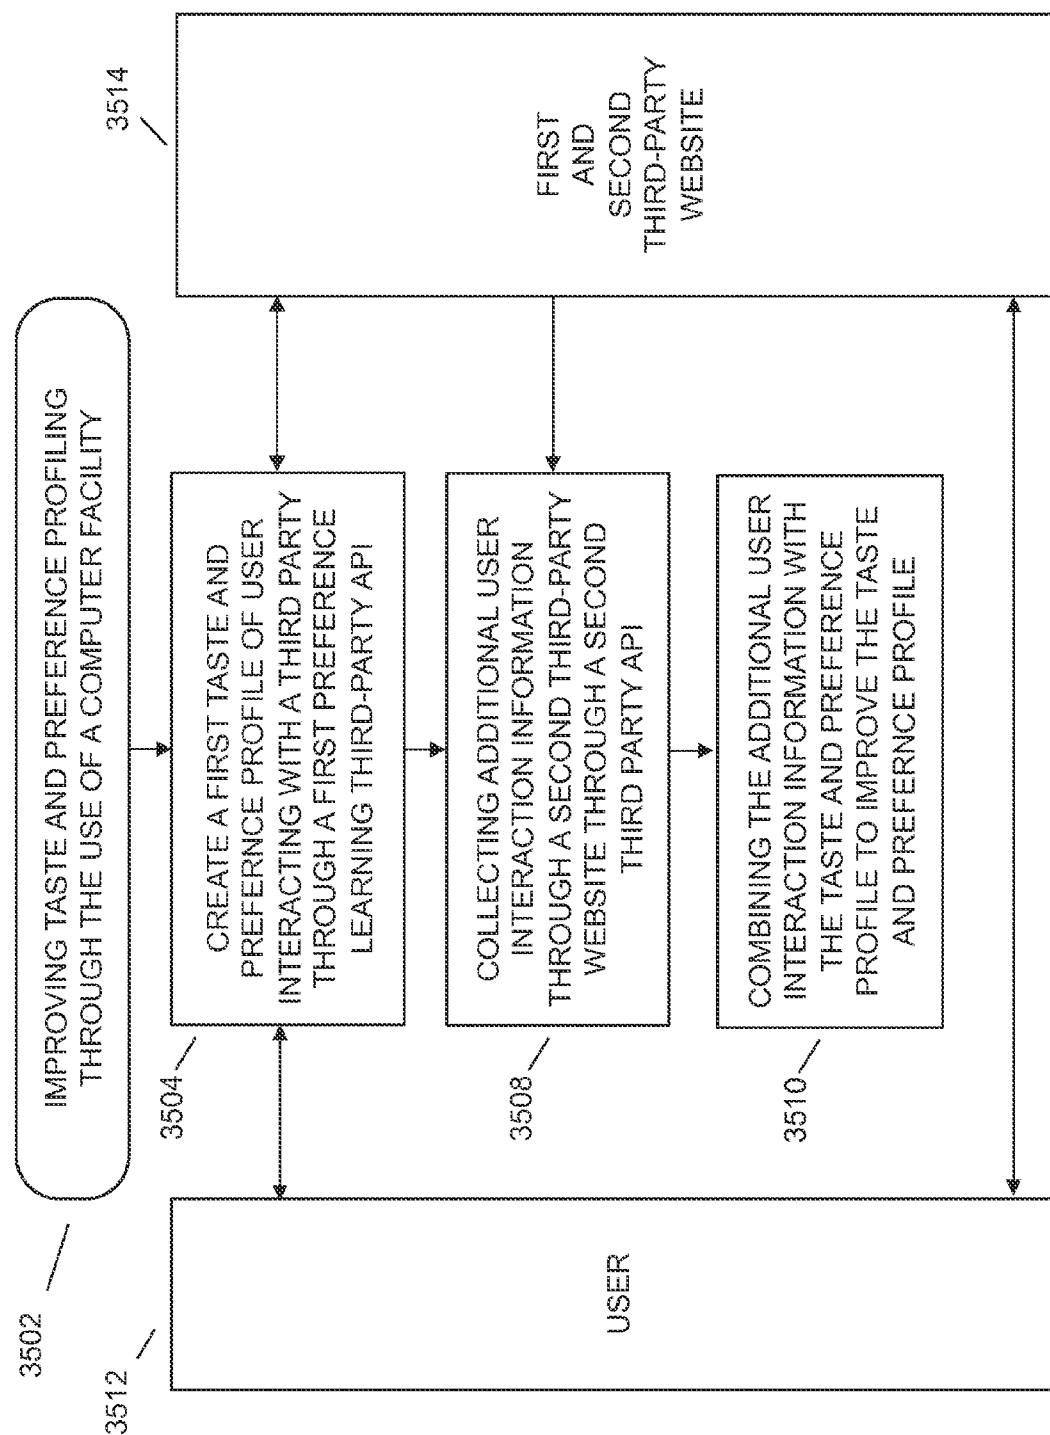 3502
IMPROVING TASTE AND PREFERENCE PROFILING
THROUGH THE USE OF A COMPUTER FACILITY
3512
USER
3504
CREATE A FIRST TASTE AND
PREFERNCE PROFILE OF USER
INTERACTING WITH A THIRD PARTY
THROUGH A FIRST PREFERENCE
LEARNING THIRD-PARTY API
3508
COLLECTING ADDITIONAL USER
INTERACTION INFORMATION
THROUGH A SECOND THIRD-PARTY
WEBSITE THROUGH A SECOND
THIRD PARTY API
3510
COMBINING THE ADDITIONAL USER
INTERACTION INFORMATION WITH
THE TASTE AND PREFERENCE
PROFILE TO IMPROVE THE TASTE
AND PREFERNCE PROFILE
3514
FIRST
AND
SECOND
THIRD-PARTY
WEBSITE